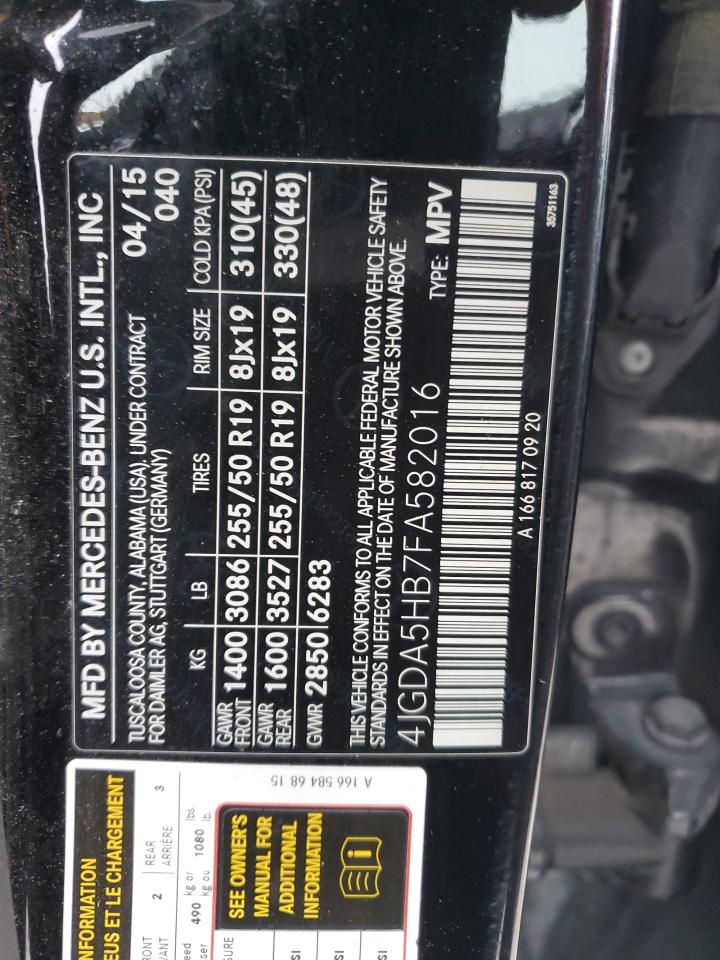 MFD BY MERCEDES-BENZ U.S. INTL., INC
TUSCALOOSA COUNTY, ALABAMA (USA), UNDER CONTRACT 04/15
FOR DAIMLER AG, STUTTGART (GERMANY) 040
KG LB TIRES RIM SIZE COLD KPA (PSI)
GAWR FRONT 1400 3086 255/50 R19 8Jx19 310(45)
GAWR REAR 1600 3527 255/50 R19 8Jx19 330(48)
GVWR 2850 6283
THIS VEHICLE CONFORMS TO ALL APPLICABLE FEDERAL MOTOR VEHICLE SAFETY
STANDARDS IN EFFECT ON THE DATE OF MANUFACTURE SHOWN ABOVE.
4JGDA5HB7FA582016 TYPE: MPV
A 166 817 09 20
35751163
A 166 584 68 15
LE CHARGEMENT
2 REAR 3
ARRIÈRE
490 kg or 1080 lbs.
kg ou lb.
SEE OWNER'S
MANUAL FOR
ADDITIONAL
INFORMATION